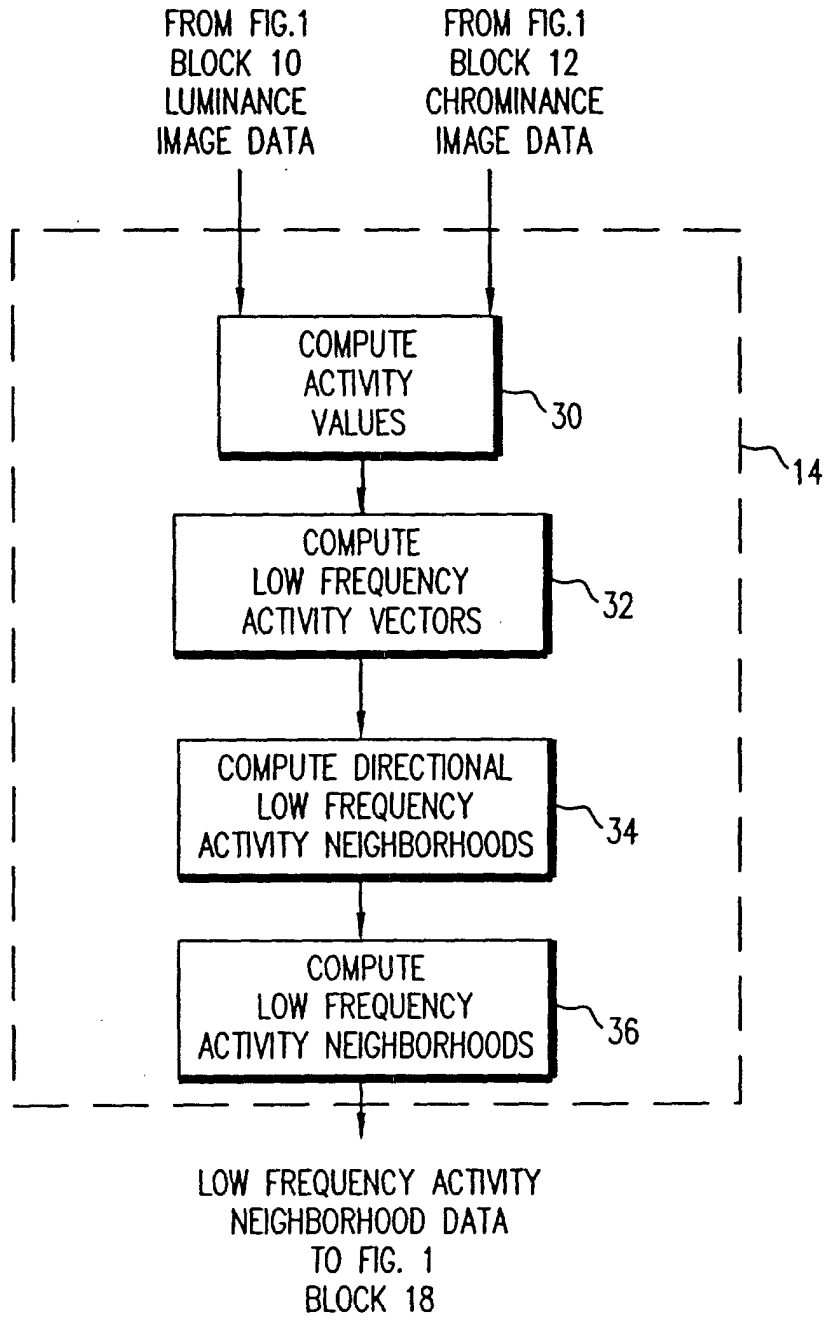 FROM FIG.1
BLOCK 10
LUMINANCE
IMAGE DATA
FROM FIG.1
BLOCK 12
CHROMINANCE
IMAGE DATA
COMPUTE
ACTIVITY
VALUES
30
14
COMPUTE
LOW FREQUENCY
ACTIVITY VECTORS
32
COMPUTE DIRECTIONAL
LOW FREQUENCY
ACTIVITY NEIGHBORHOODS
34
COMPUTE
LOW FREQUENCY
ACTIVITY NEIGHBORHOODS
36
LOW FREQUENCY ACTIVITY
NEIGHBORHOOD DATA
TO FIG. 1
BLOCK 18